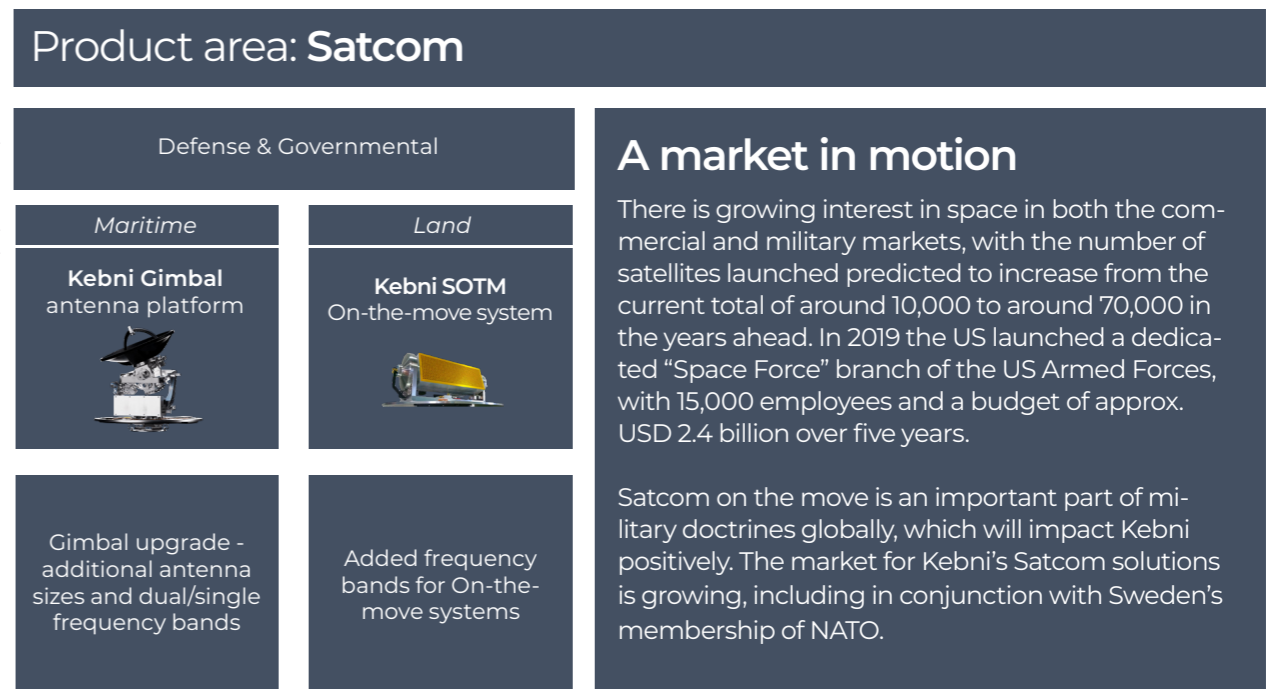 Product area: Satcom
Defense & Governmental
Maritime
Kebni Gimbal
antenna platform
Land
Kebni SOTM
On-the-move system
Gimbal upgrade -
additional antenna
sizes and dual/single
frequency bands
Added frequency
bands for On-the-
move systems
A market in motion
There is growing interest in space in both the com-
mercial and military markets, with the number of
satellites launched predicted to increase from the
current total of around 10,000 to around 70,000 in
the years ahead. In 2019 the US launched a dedica-
ted “Space Force” branch of the US Armed Forces,
with 15,000 employees and a budget of approx.
USD 2.4 billion over five years.
Satcom on the move is an important part of mi-
litary doctrines globally, which will impact Kebni
positively. The market for Kebni’s Satcom solutions
is growing, including in conjunction with Sweden’s
membership of NATO.